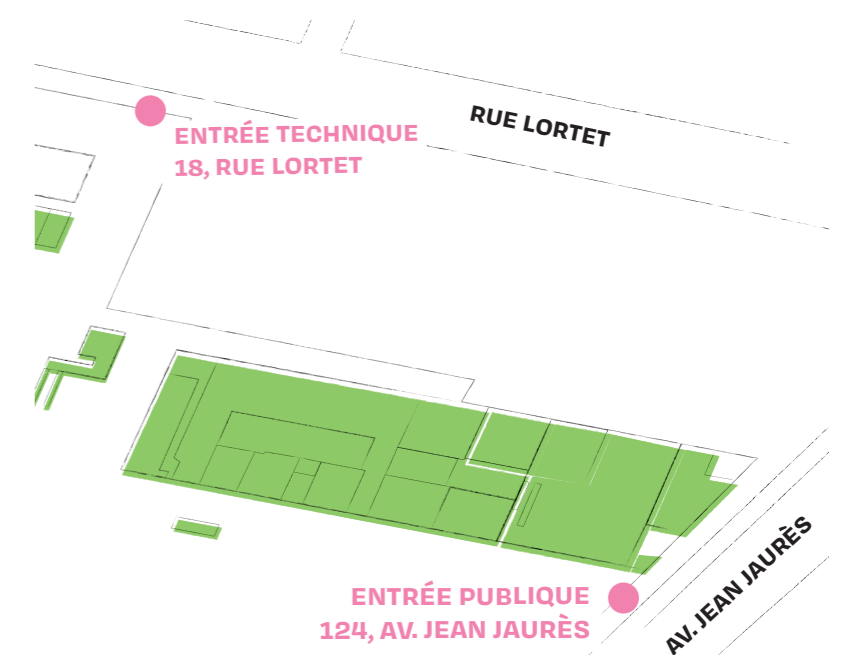 RUE LORTET
ENTRÉE TECHNIQUE
18, RUE LORTET
ENTRÉE PUBLIQUE
124, AV. JEAN JAURÈS
AV. JEAN JAURÈS